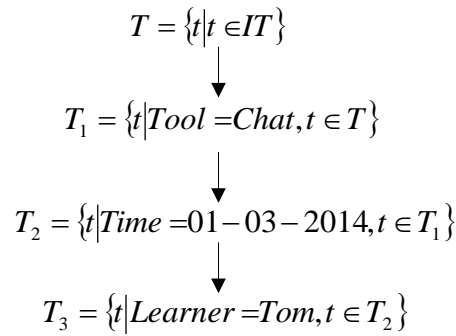 T = {t|t ∈IT}
T₁ = {t|Tool =Chat, t ∈ T}
T₂ = {t|Time =01−03−2014, t ∈ T₁}
T₃ = {t|Learner =Tom, t ∈ T₂}